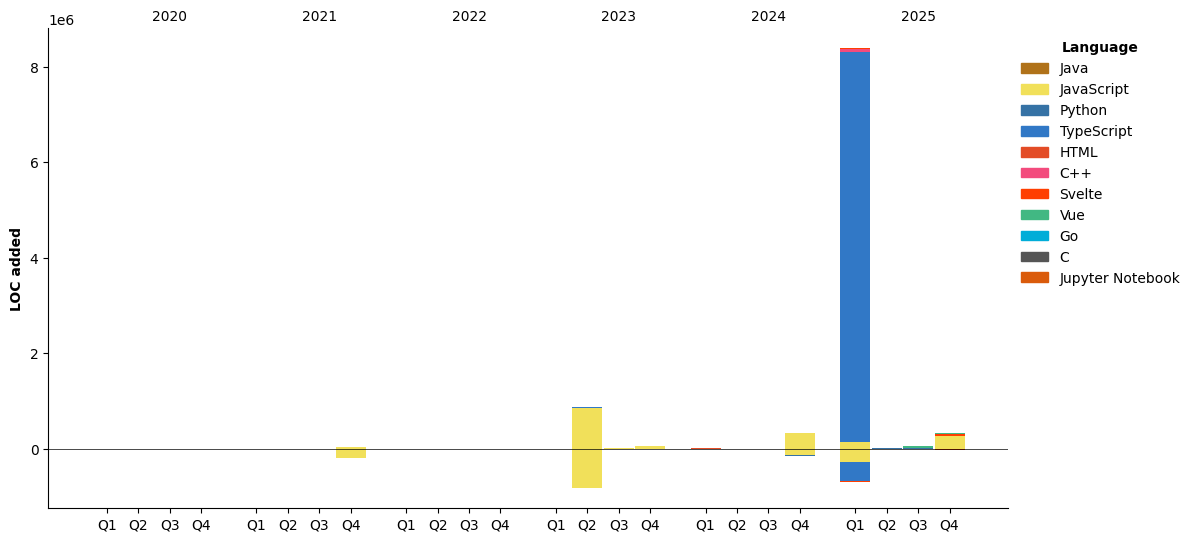 1e6
2020 2021 2022 2023 2024 2025
Language
Java
JavaScript
Python
TypeScript
HTML
C++
Svelte
Vue
Go
C
Jupyter Notebook
LOC added
8
6
4
2
0
Q1 Q2 Q3 Q4 Q1 Q2 Q3 Q4 Q1 Q2 Q3 Q4 Q1 Q2 Q3 Q4 Q1 Q2 Q3 Q4 Q1 Q2 Q3 Q4